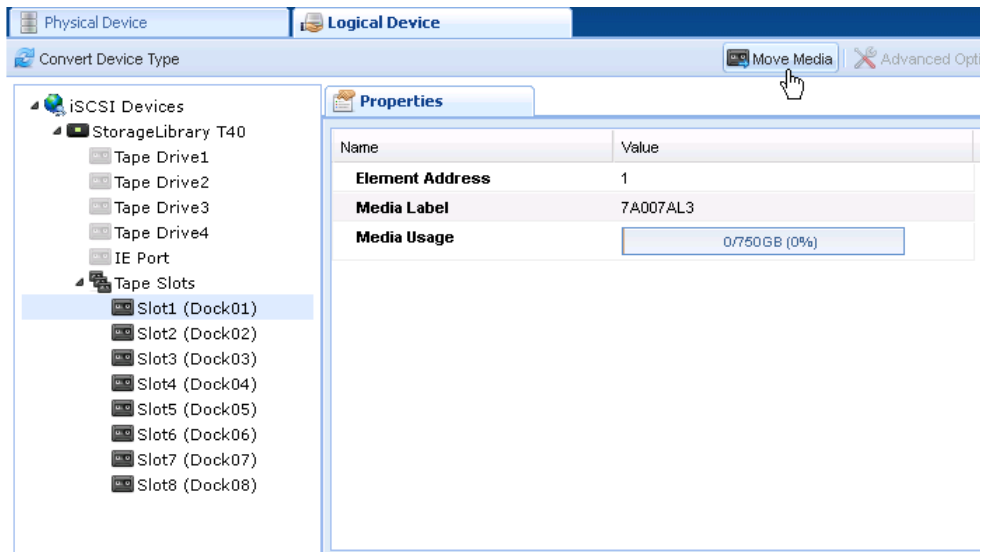 Physical Device
Logical Device
Convert Device Type
Move Media
Advanced Opti
iSCSI Devices
StorageLibrary T40
Tape Drive1
Tape Drive2
Tape Drive3
Tape Drive4
IE Port
Tape Slots
Slot1 (Dock01)
Slot2 (Dock02)
Slot3 (Dock03)
Slot4 (Dock04)
Slot5 (Dock05)
Slot6 (Dock06)
Slot7 (Dock07)
Slot8 (Dock08)
Properties
Name Value
Element Address 1
Media Label 7A007AL3
Media Usage 0/750GB (0%)